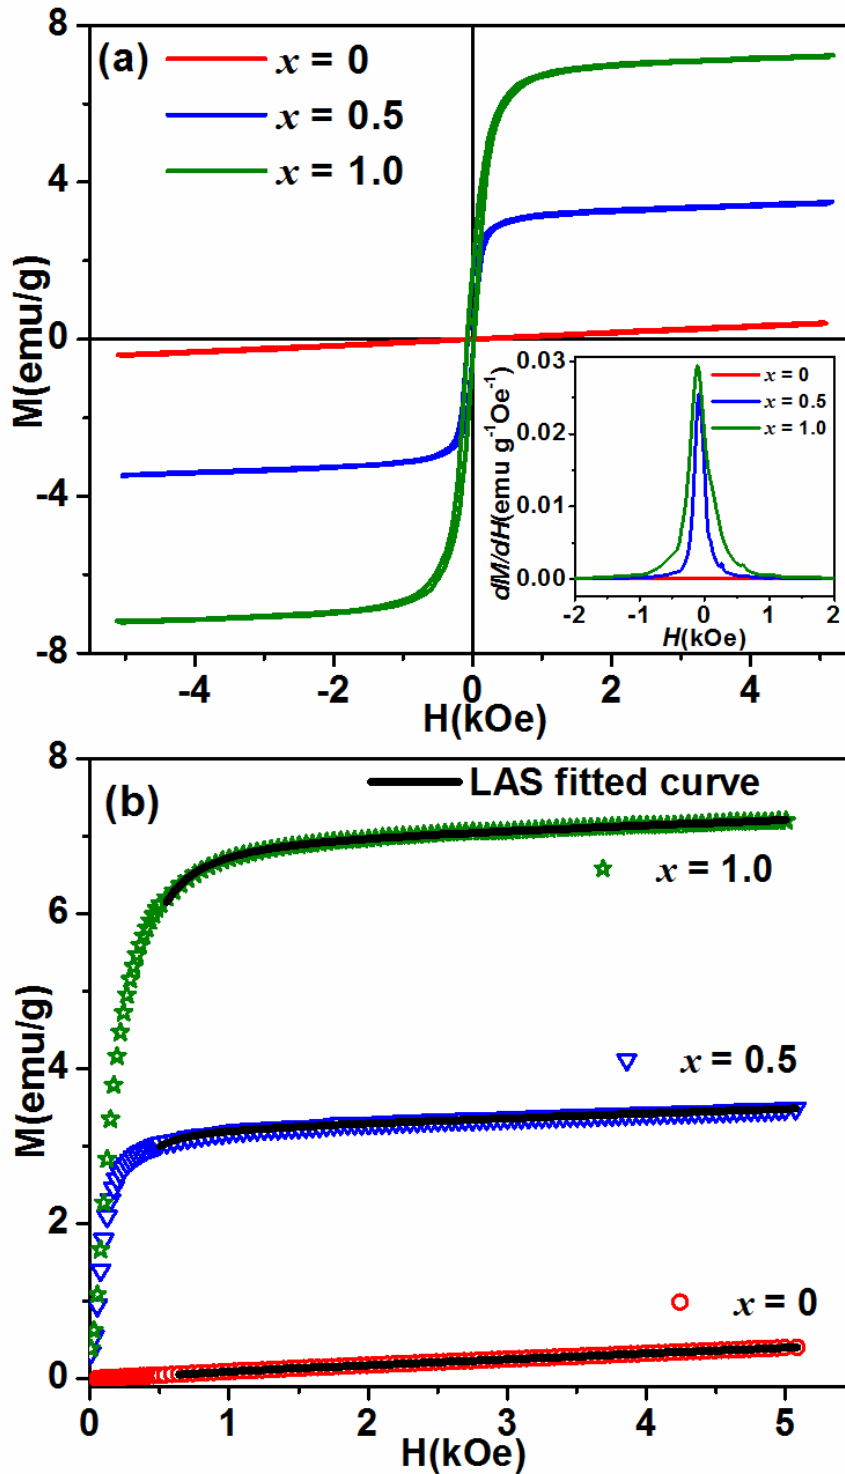 (a)
x = 0
x = 0.5
x = 1.0
8
4
0
-4
-8
M(emu/g)
-4
-2
0
2
4
H(kOe)
0.03
0.02
0.01
0.00
dM/dH(emu g⁻¹Oe⁻¹)
x = 0
x = 0.5
x = 1.0
-2
-1
0
1
2
H(kOe)
(b)
LAS fitted curve
x = 1.0
x = 0.5
x = 0
8
6
4
2
0
M(emu/g)
0
1
2
3
4
5
H(kOe)